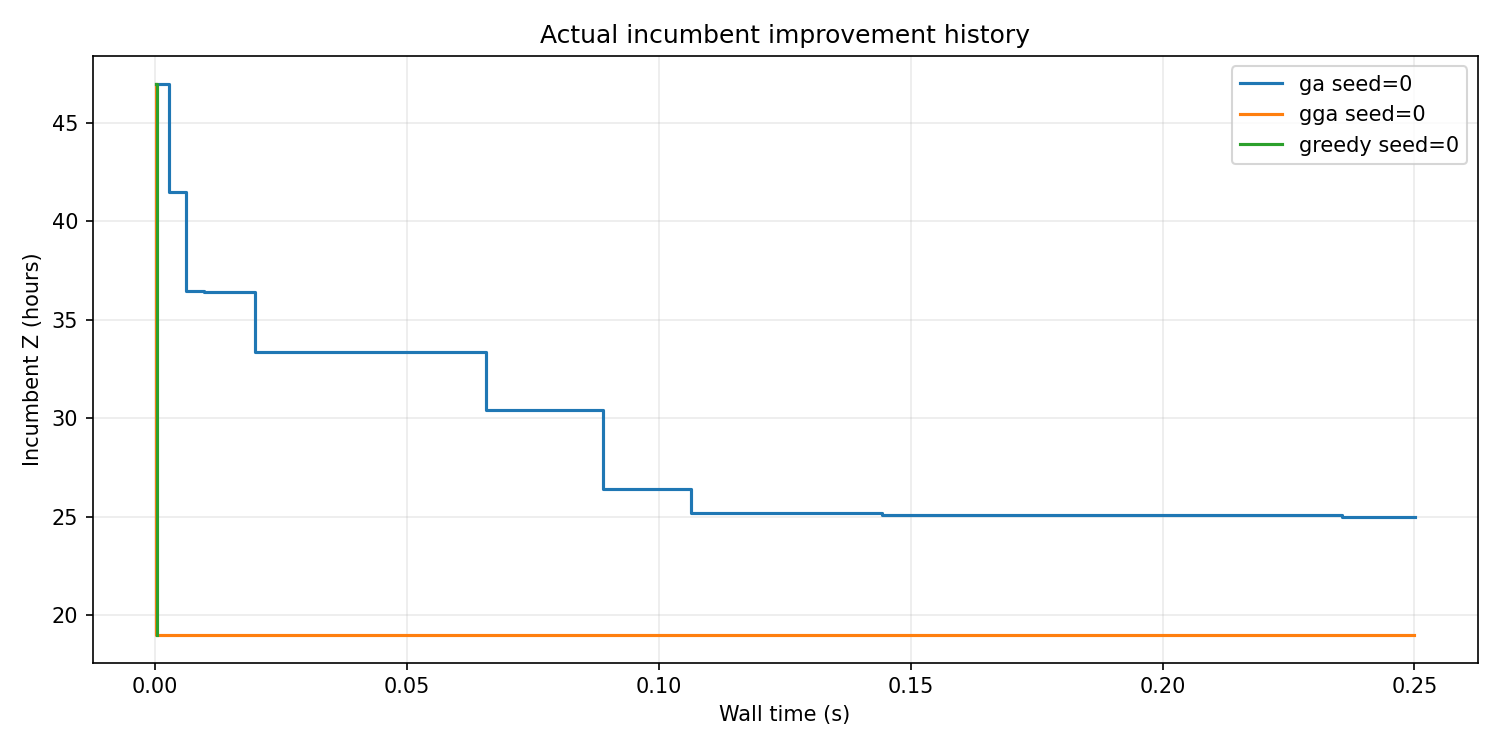 Actual incumbent improvement history
ga seed=0
gga seed=0
greedy seed=0
Incumbent Z (hours)
45
40
35
30
25
20
0.00 0.05 0.10 0.15 0.20 0.25
Wall time (s)